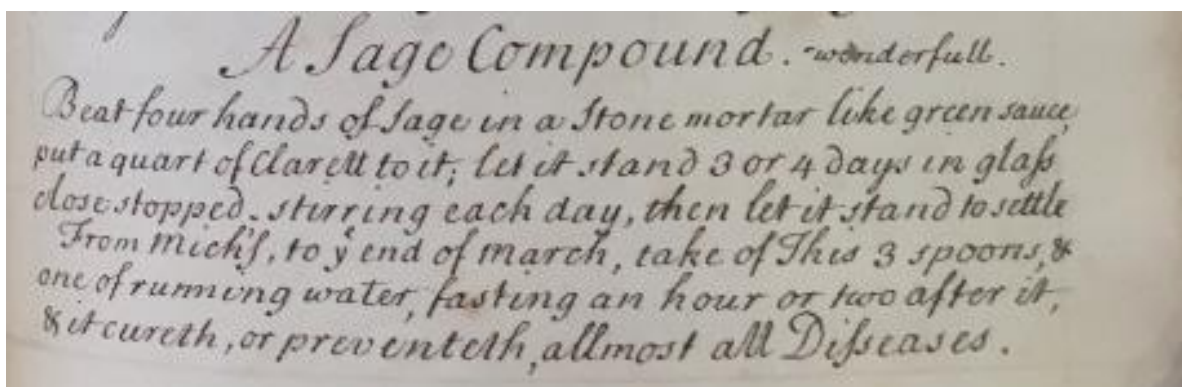 A Sage Compound. -wonderfull.
Beat four hands of Sage in a Stone mortar like green sauce,
put a quart of Clarett to it; let it stand 3 or 4 days in glaſs
close stopped. stirring each day, then let it stand to settle
From Mich's, to yᵉ end of March, take of This 3 spoons, &
one of running water, fasting an hour or two after it,
& it cureth, or preventeth, allmost all Diſseases.